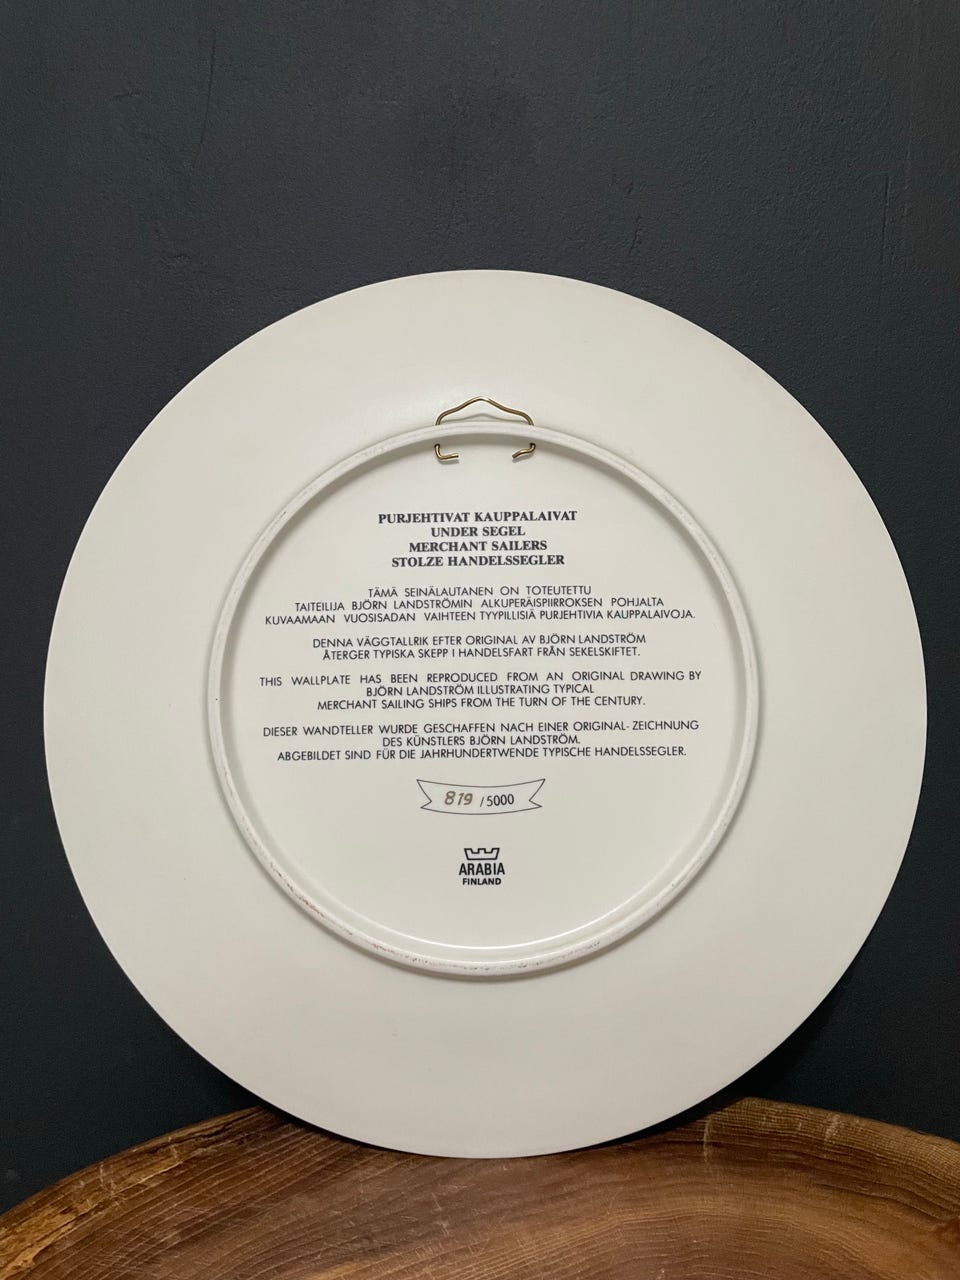 PURJEHTIVAT KAUPPALAIVAT
UNDER SEGEL
MERCHANT SAILERS
STOLZE HANDELSSEGLER
TÄMÄ SEINÄLAUTANEN ON TOTEUTETTU
TAITEILIJA BJÖRN LANDSTRÖMIN ALKUPERÄISPIIRROKSEN POHJALTA
KUVAAMAAN VUOSISADAN VAIHTEEN TYYPILLISIÄ PURJEHTIVIA KAUPPALAIVOJA.
DENNA VÄGGTALLRIK EFTER ORIGINAL AV BJÖRN LANDSTRÖM
ÅTERGER TYPISKA SKEPP I HANDELSFART FRÅN SEKELSKIFTET.
THIS WALLPLATE HAS BEEN REPRODUCED FROM AN ORIGINAL DRAWING BY
BJÖRN LANDSTRÖM ILLUSTRATING TYPICAL
MERCHANT SAILING SHIPS FROM THE TURN OF THE CENTURY.
DIESER WANDTELLER WURDE GESCHAFFEN NACH EINER ORIGINAL-ZEICHNUNG
DES KÜNSTLERS BJÖRN LANDSTRÖM.
ABGEBILDET SIND FÜR DIE JAHRHUNDERTWENDE TYPISCHE HANDELSSEGLER.
819 /5000
ARABIA
FINLAND